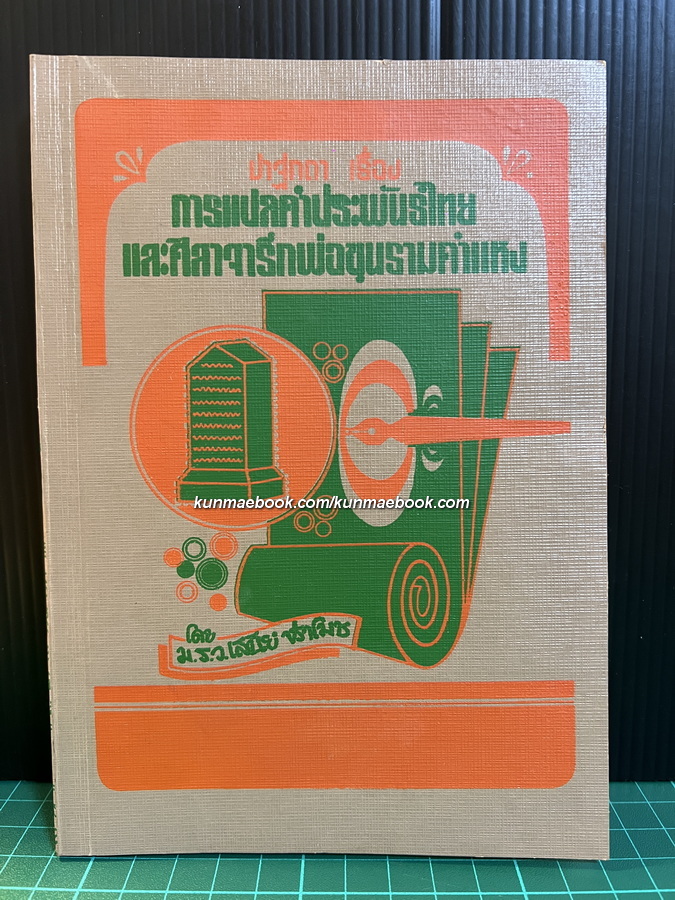 ปาฐกถา เรื่อง
การแปลคำประพันธ์ไทย
และศิลาจารึกพ่อขุนรามคำแหง
kunmaebook.com/kunmaebook.com
โดย
ม.ร.ว.เสนีย์ ปราโมช